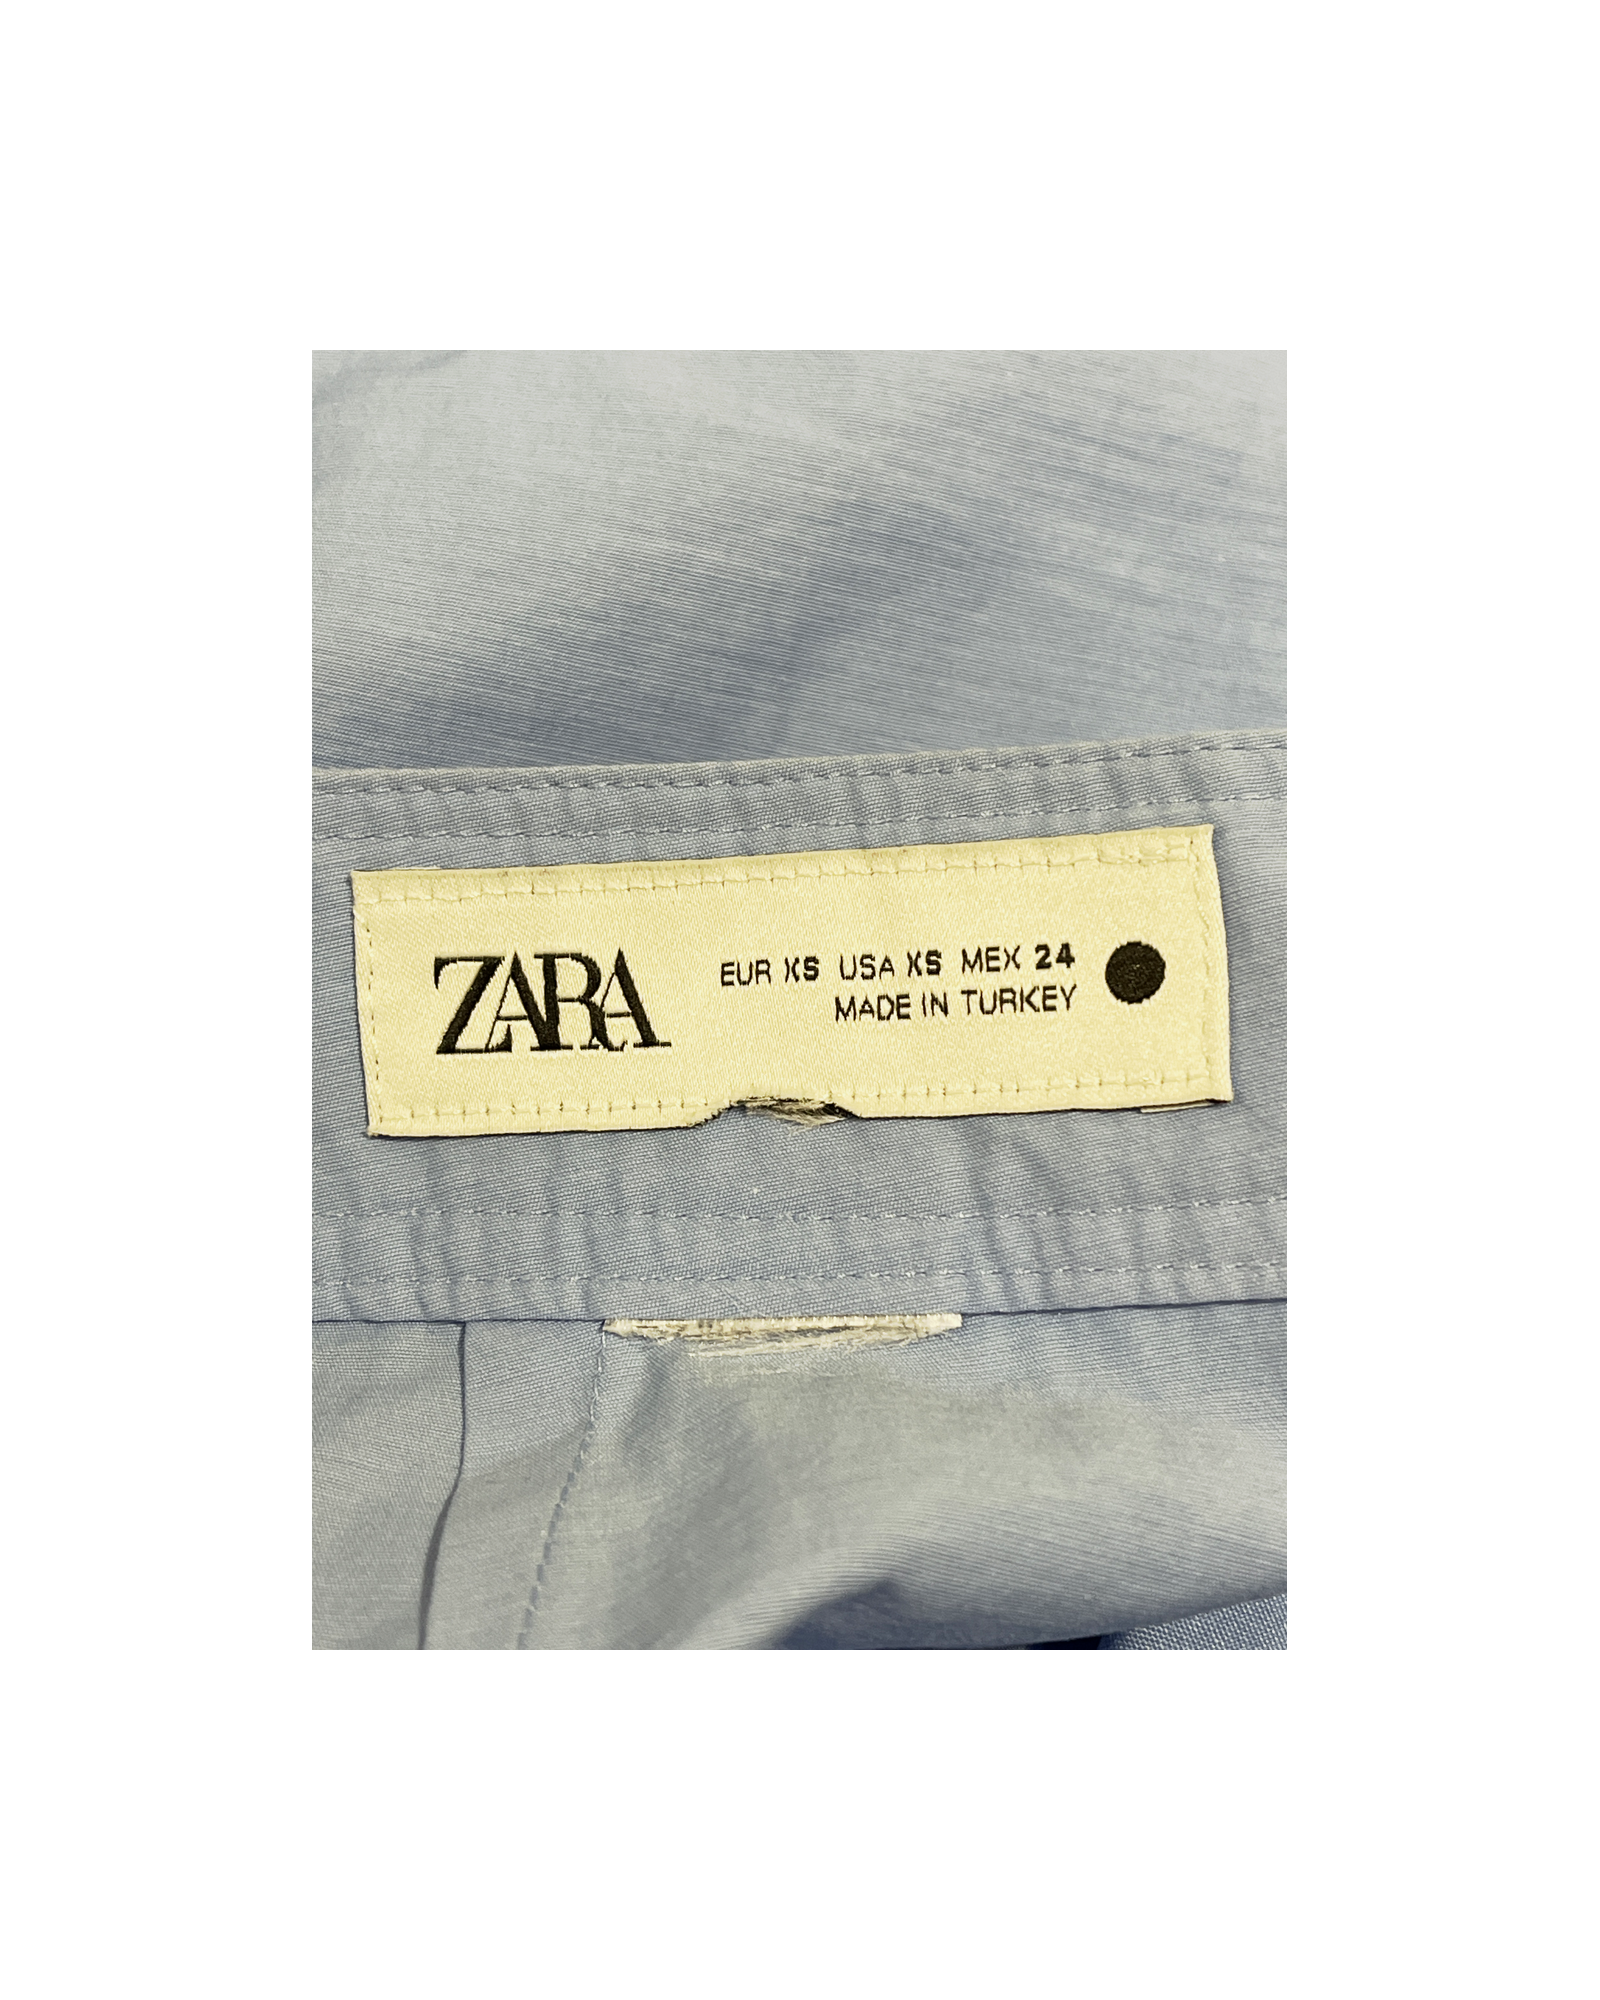 ZARA
EUR XS USA XS MEX 24
MADE IN TURKEY